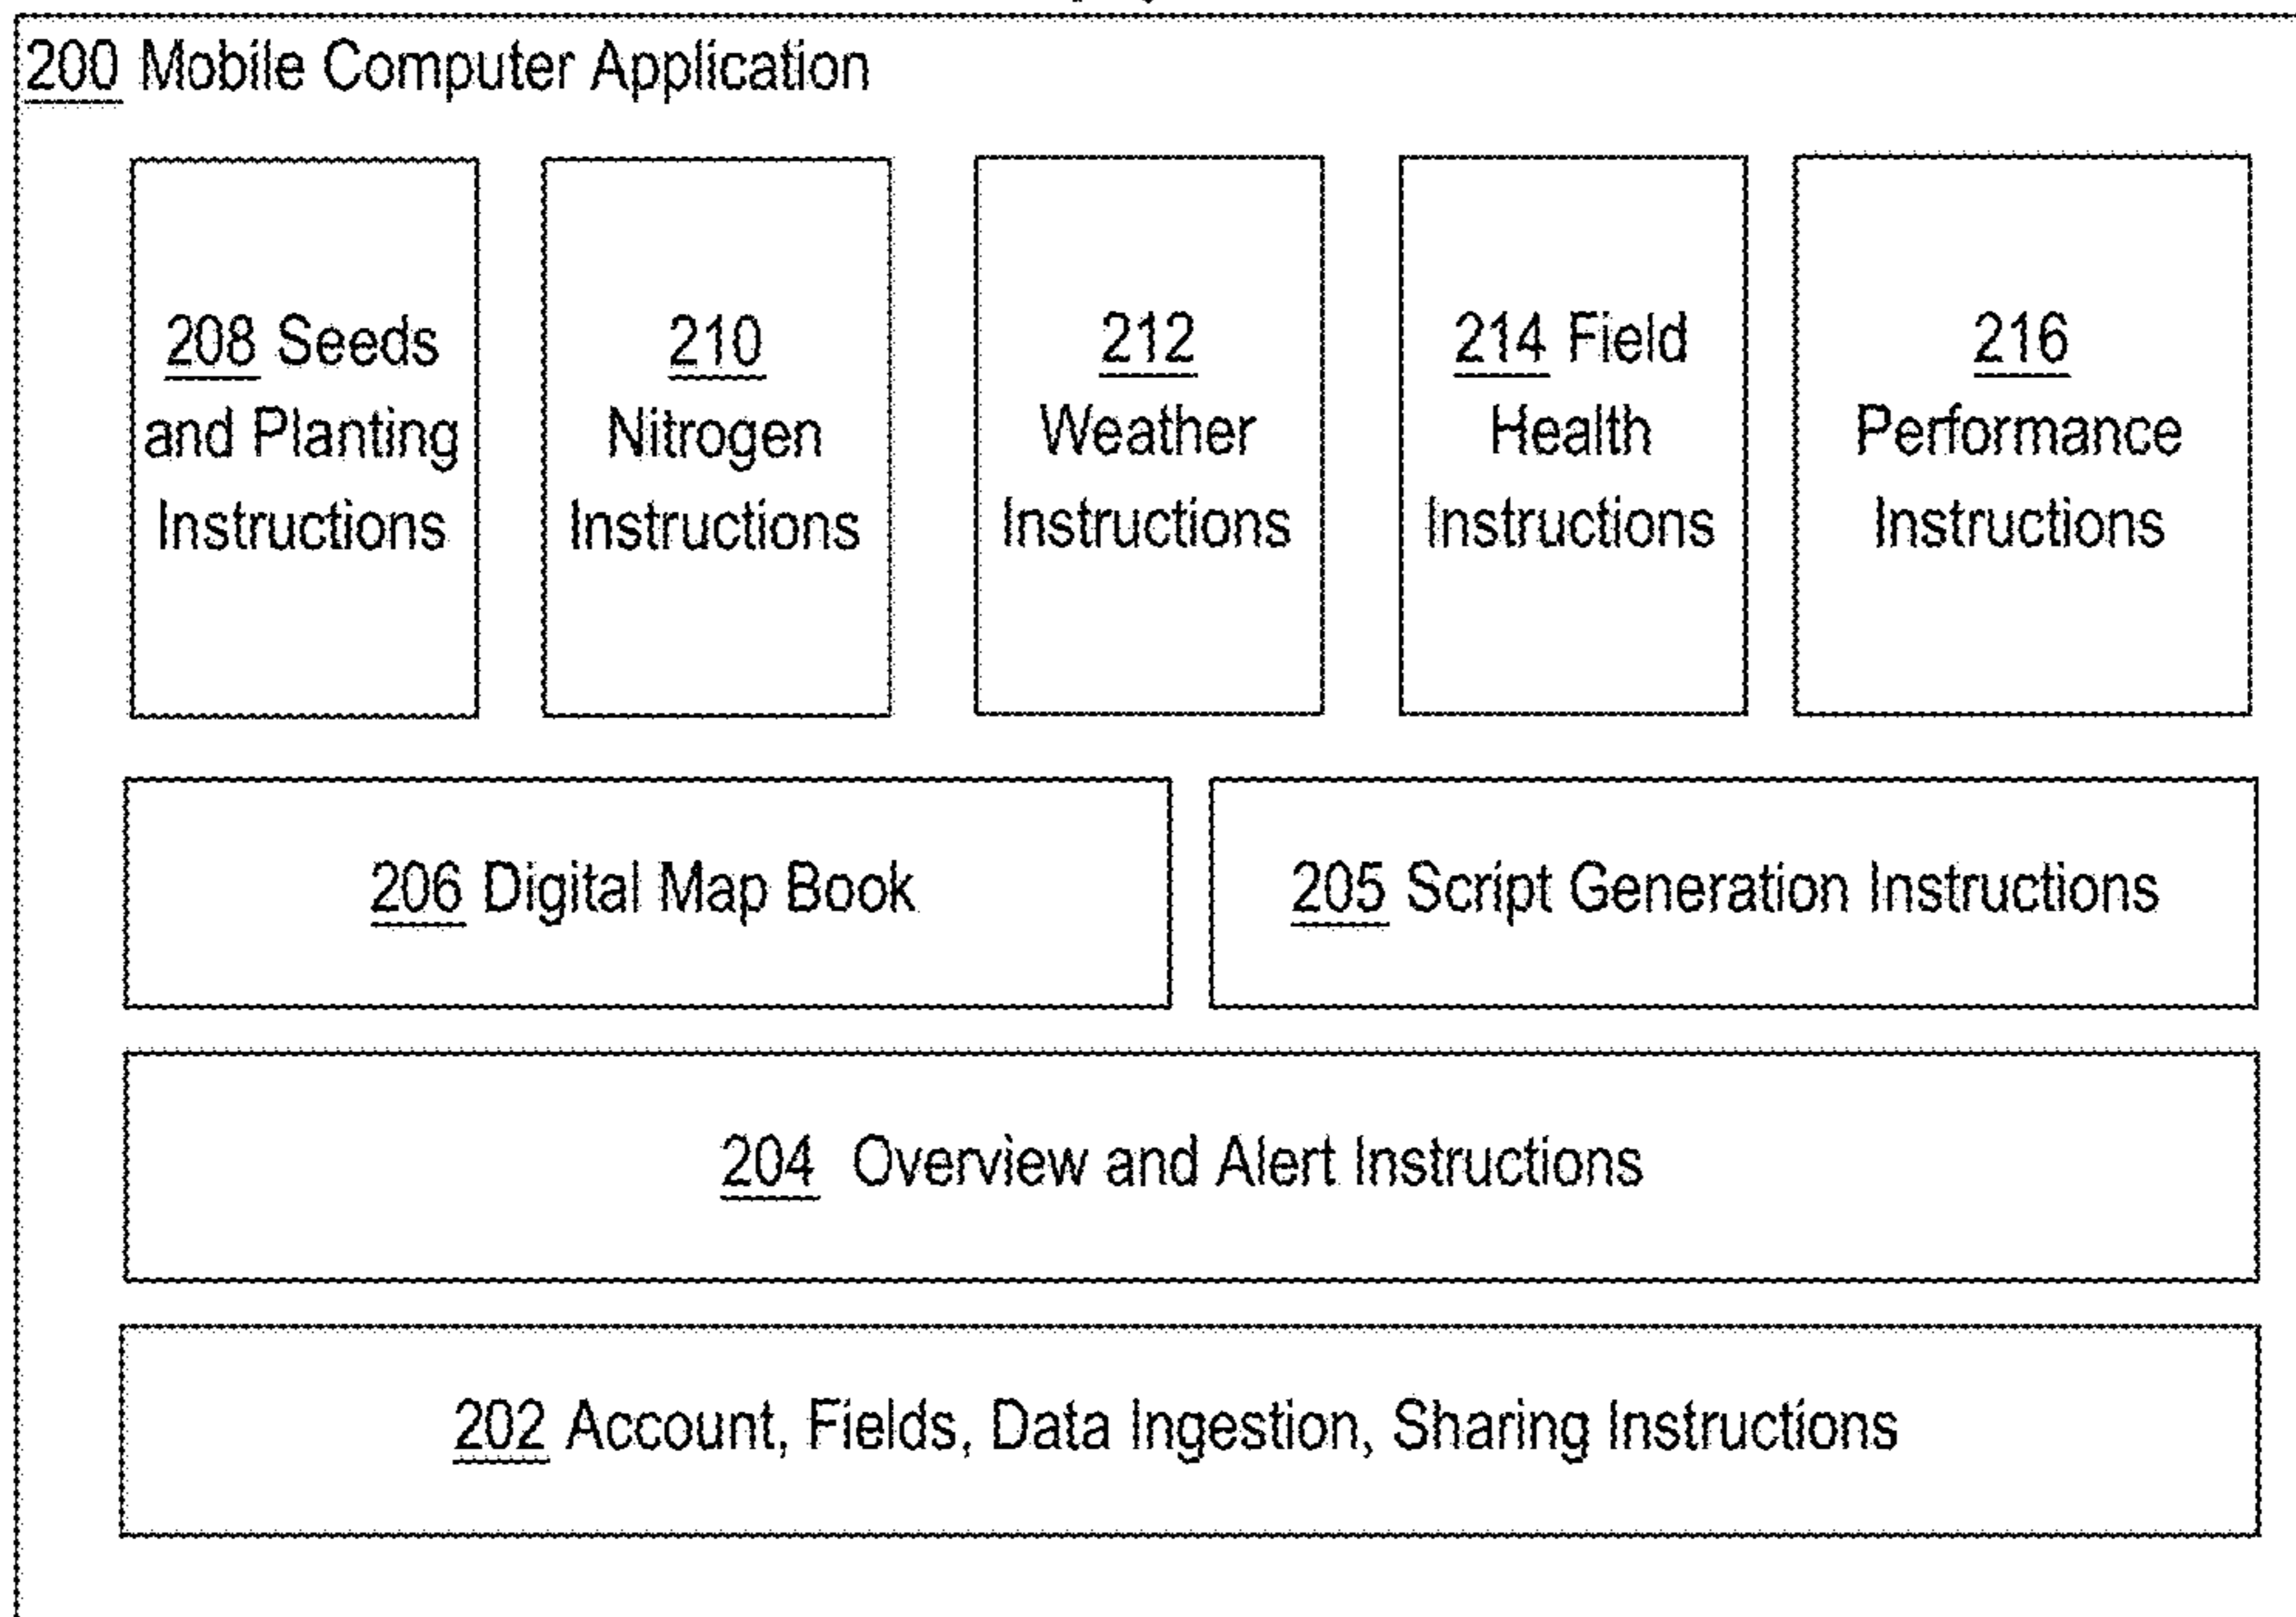 200 Mobile Computer Application
208 Seeds
and Planting
Instructions
210
Nitrogen
Instructions
212
Weather
Instructions
214 Field
Health
Instructions
216
Performance
Instructions
206 Digital Map Book
205 Script Generation Instructions
204 Overview and Alert Instructions
202 Account, Fields, Data Ingestion, Sharing Instructions